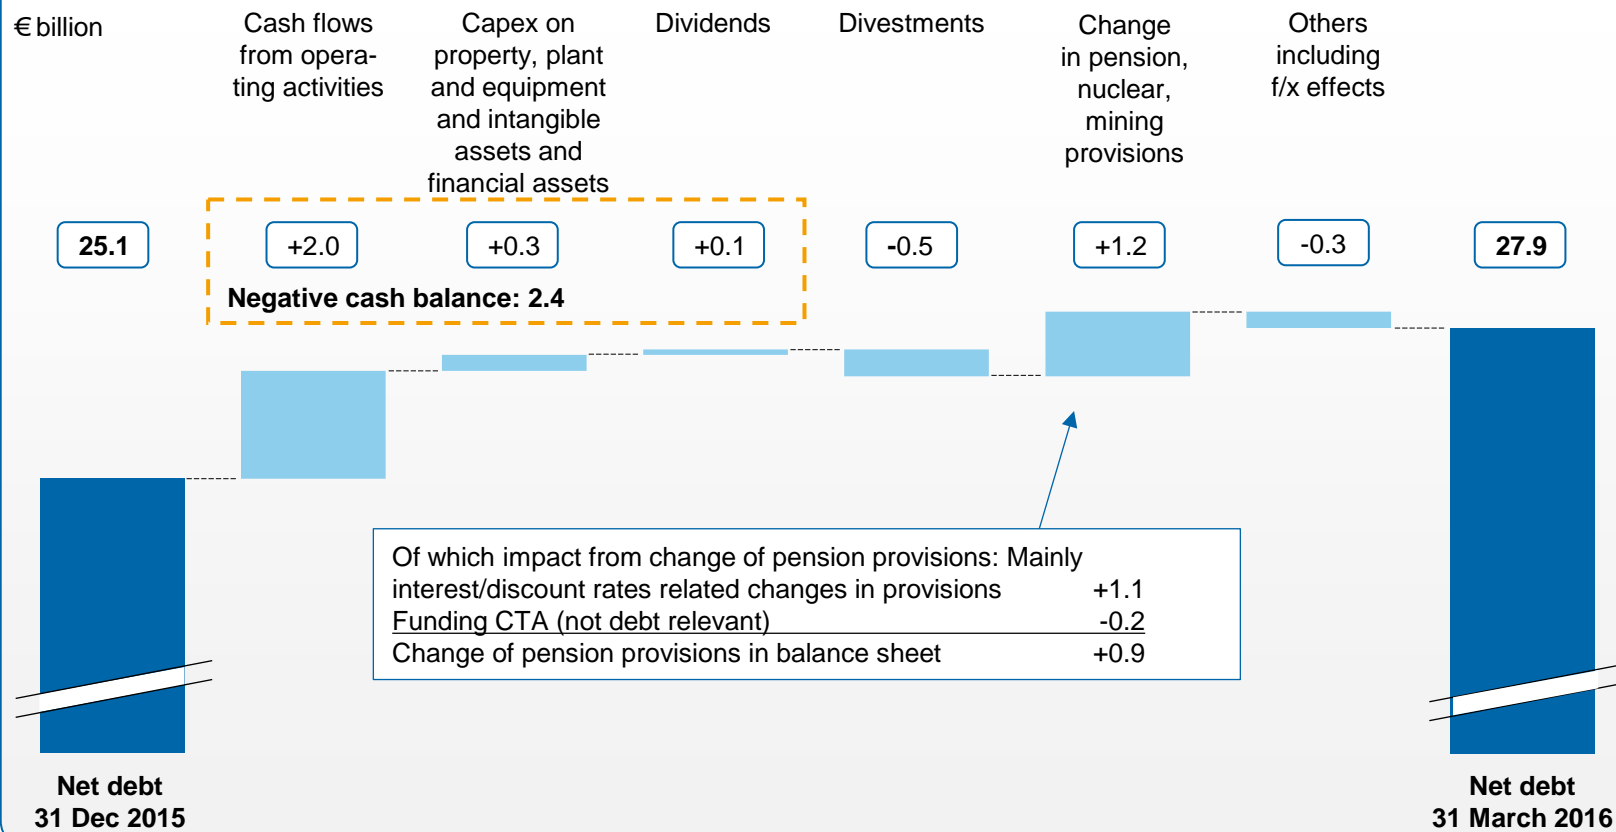 € billion
Cash flows
from opera-
ting activities
Capex on
property, plant
and equipment
and intangible
assets and
financial assets
Dividends
Divestments
Change
in pension,
nuclear,
mining
provisions
Others
including
f/x effects
25.1
+2.0
+0.3
+0.1
-0.5
+1.2
-0.3
27.9
Negative cash balance: 2.4
Of which impact from change of pension provisions: Mainly
interest/discount rates related changes in provisions +1.1
Funding CTA (not debt relevant) -0.2
Change of pension provisions in balance sheet +0.9
Net debt
31 Dec 2015
Net debt
31 March 2016